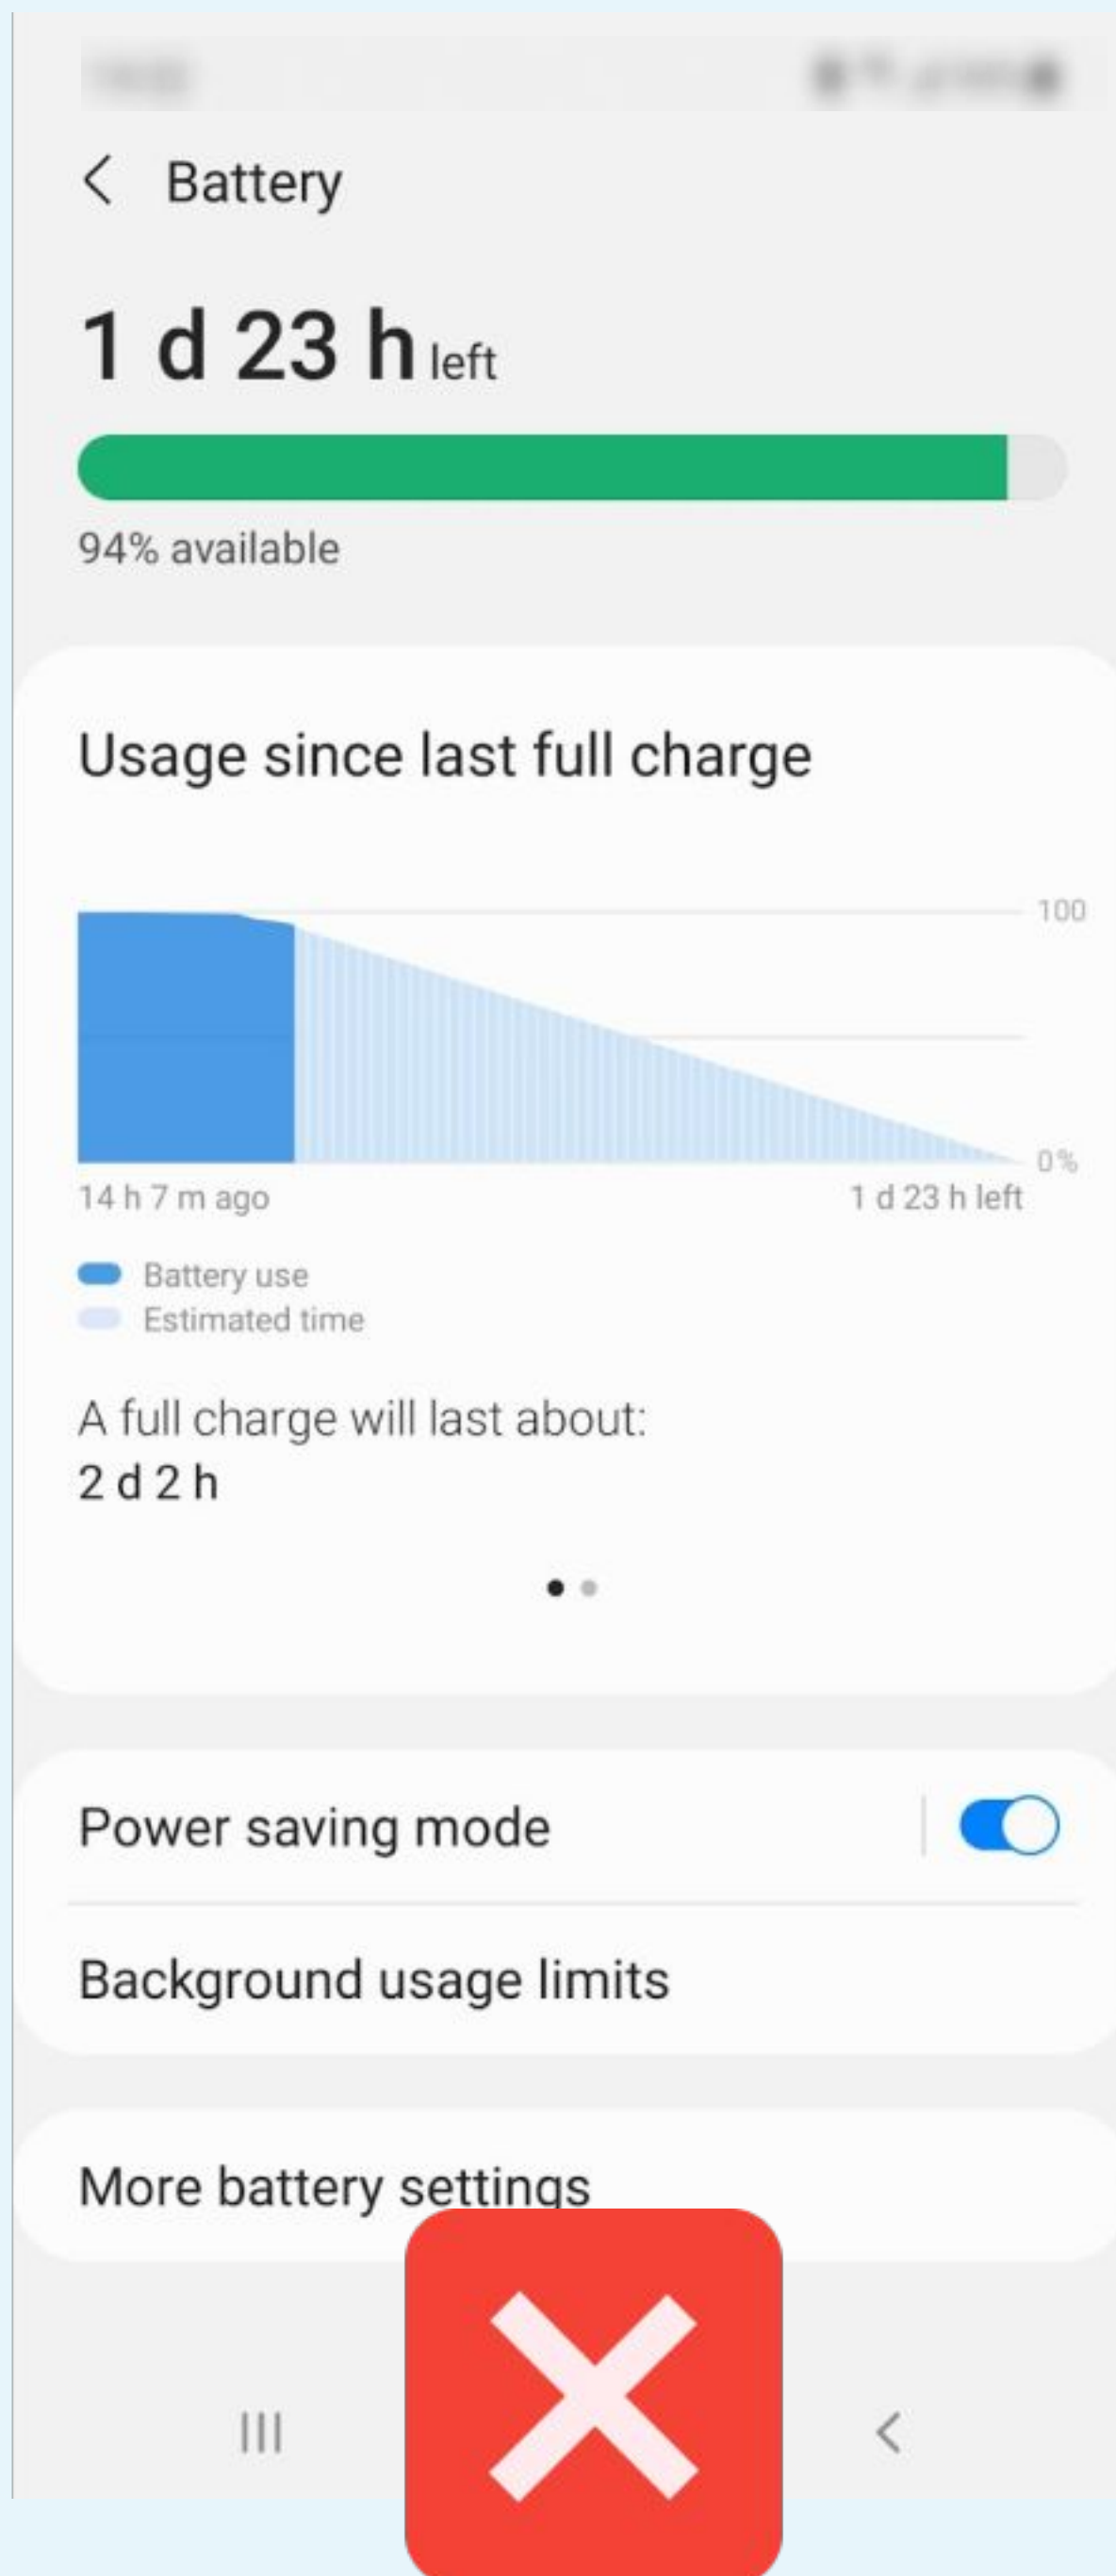 Battery
1 d 23 h left
94% available
Usage since last full charge
100
0%
14 h 7 m ago
1 d 23 h left
Battery use
Estimated time
A full charge will last about:
2 d 2 h
Power saving mode
Background usage limits
More battery settings